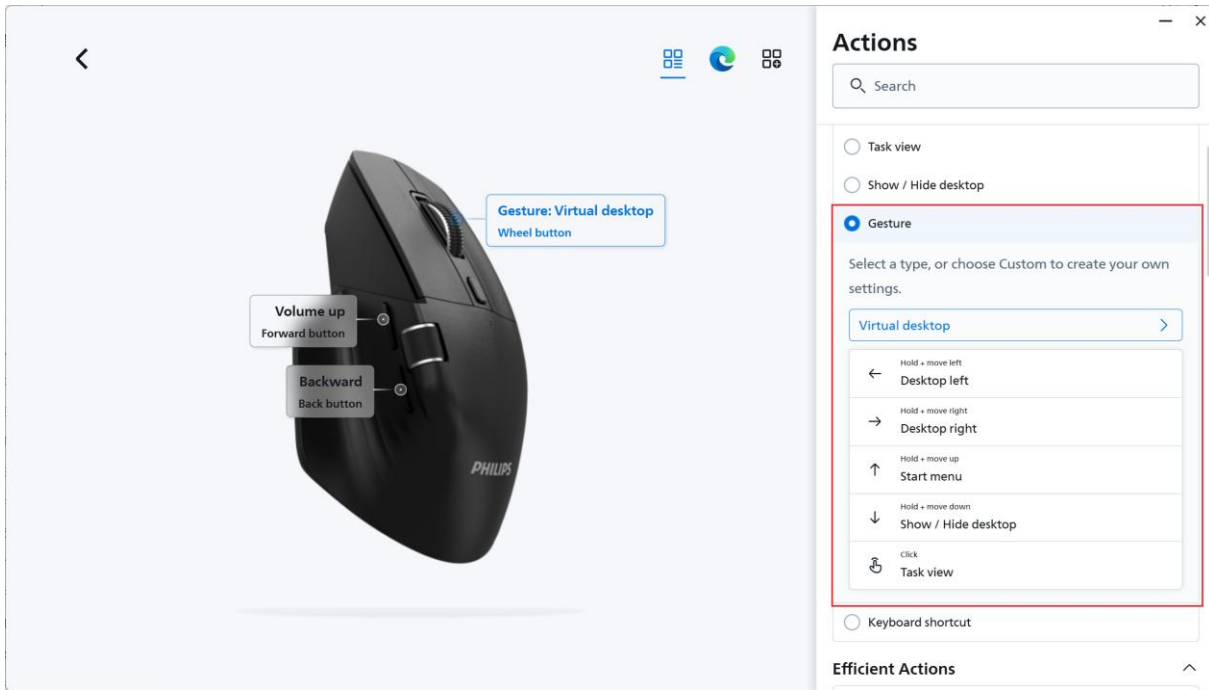 Actions
Search
Task view
Show / Hide desktop
Gesture: Virtual desktop
Wheel button
Gesture
Select a type, or choose Custom to create your own
settings.
Volume up
Forward button
Virtual desktop
Hold + move left
Desktop left
Backward
Back button
Hold + move right
Desktop right
PHILIPS
Hold + move up
Start menu
Hold + move down
Show / Hide desktop
Click
Task view
Keyboard shortcut
Efficient Actions